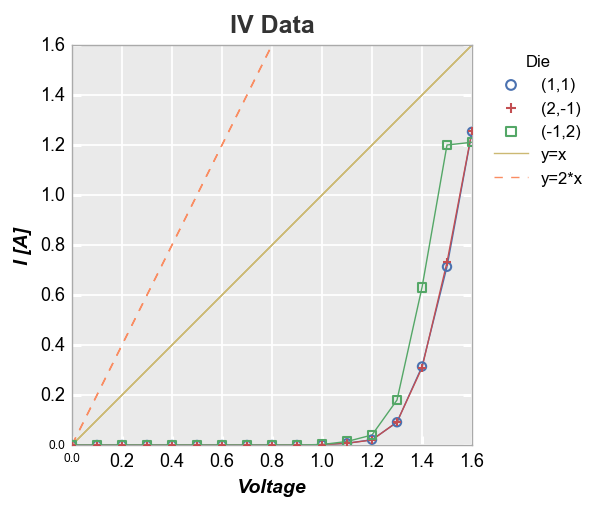 IV Data
1.6
1.4
1.2
1.0
0.8
0.6
0.4
0.2
0.0
I [A]
0.0 0.2 0.4 0.6 0.8 1.0 1.2 1.4 1.6
Voltage
Die
(1,1)
(2,-1)
(-1,2)
y=x
y=2*x